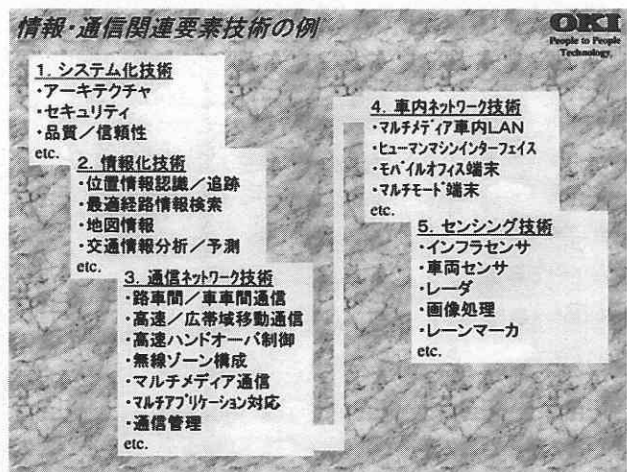 情報・通信関連要素技術の例
OKI
People to People
Technology,
1. システム化技術
・アーキテクチャ
・セキュリティ
・品質／信頼性
etc.
2. 情報化技術
・位置情報認識／追跡
・最適経路情報検索
・地図情報
・交通情報分析／予測
etc.
3. 通信ネットワーク技術
・路車間／車車間通信
・高速／広帯域移動通信
・高速ハンドオーバ制御
・無線ゾーン構成
・マルチメディア通信
・マルチアプリケーション対応
・通信管理
etc.
4. 車内ネットワーク技術
・マルチメディア車内LAN
・ヒューマンマシンインターフェイス
・モバイルオフィス端末
・マルチモード端末
etc.
5. センシング技術
・インフラセンサ
・車両センサ
・レーダ
・画像処理
・レーンマーカ
etc.